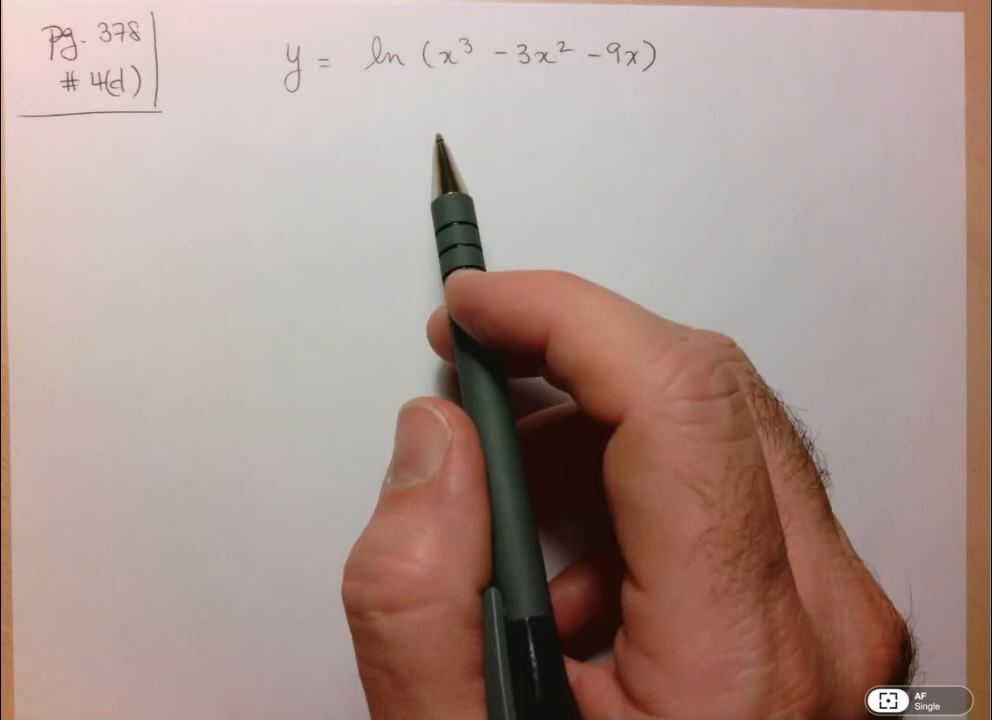 Pg. 378
# 4(d)
y = ln (x³ - 3x² - 9x)
AF
Single